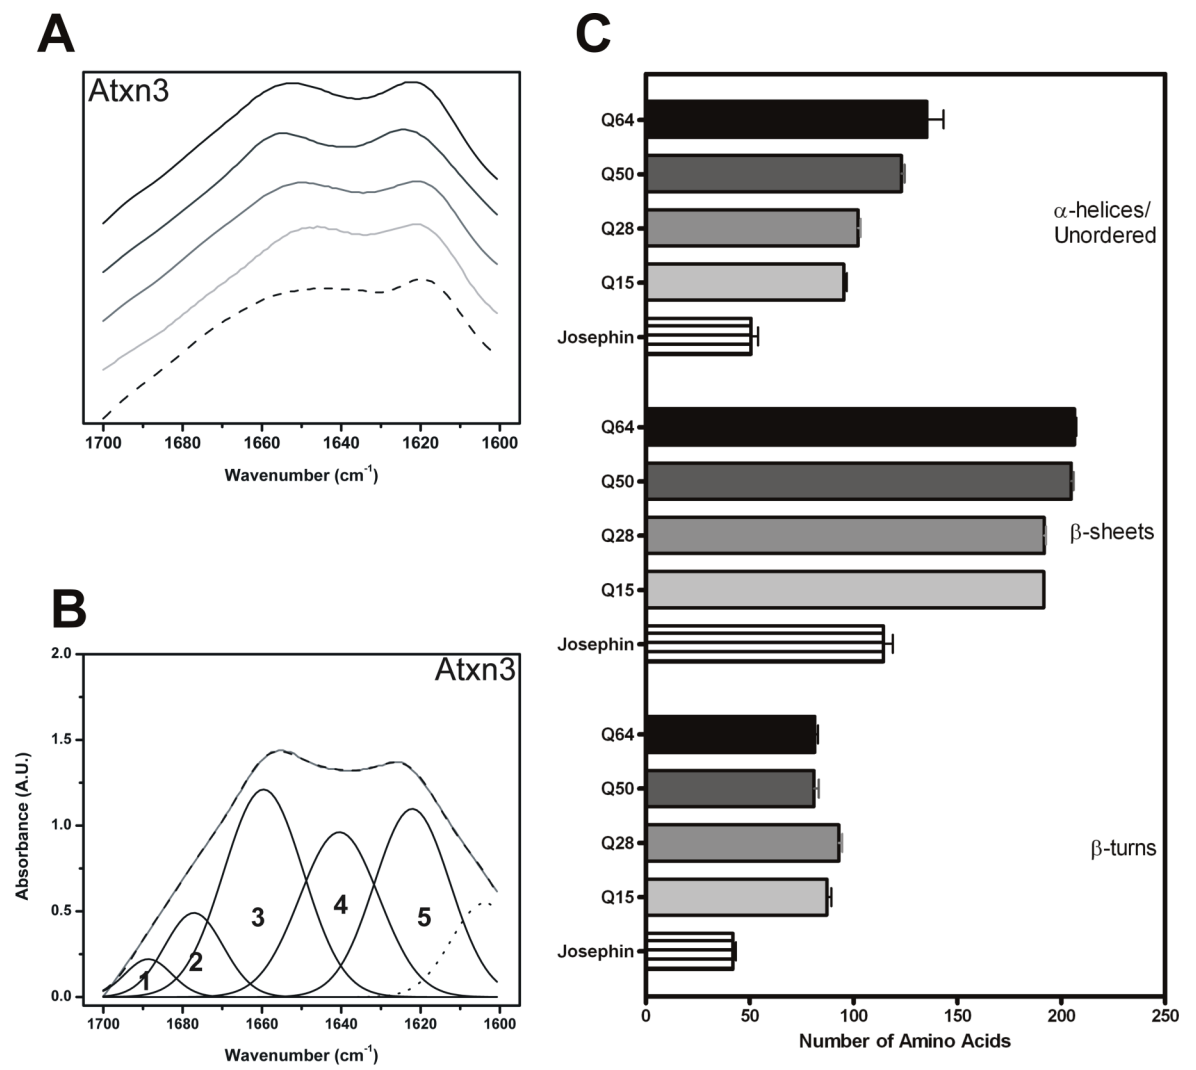 A
Atxn3
1700 1680 1660 1640 1620 1600
Wavenumber (cm-1)
B
Atxn3
2.0
1.5
1.0
0.5
0.0
Absorbance (A.U.)
1
2
3
4
5
1700 1680 1660 1640 1620 1600
Wavenumber (cm-1)
C
Q64
Q50
Q28
Q15
Josephin
α-helices/
Unordered
Q64
Q50
Q28
Q15
Josephin
β-sheets
Q64
Q50
Q28
Q15
Josephin
β-turns
0 50 100 150 200 250
Number of Amino Acids